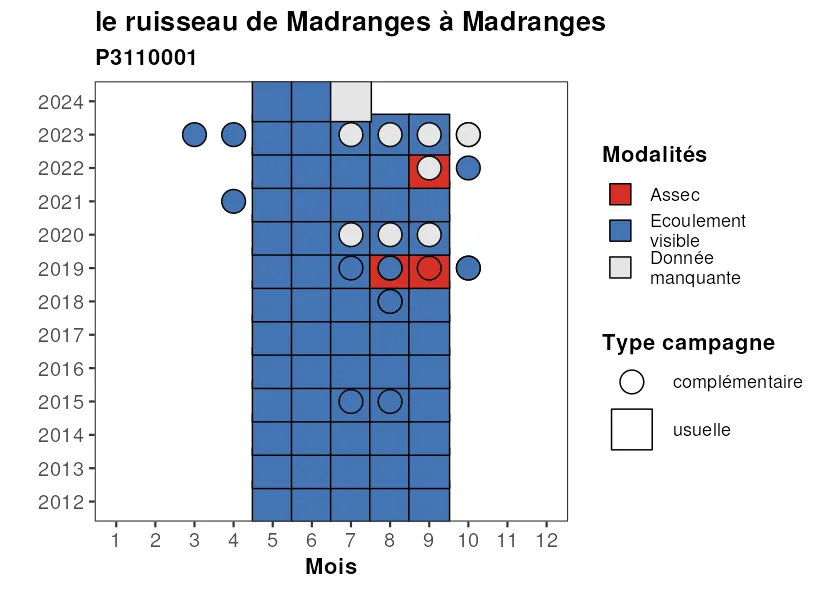 le ruisseau de Madranges à Madranges
P3110001
2024
2023
2022
2021
2020
2019
2018
2017
2016
2015
2014
2013
2012
1 2 3 4 5 6 7 8 9 10 11 12
Mois
Modalités
Assec
Ecoulement
visible
Donnée
manquante
Type campagne
complémentaire
usuelle